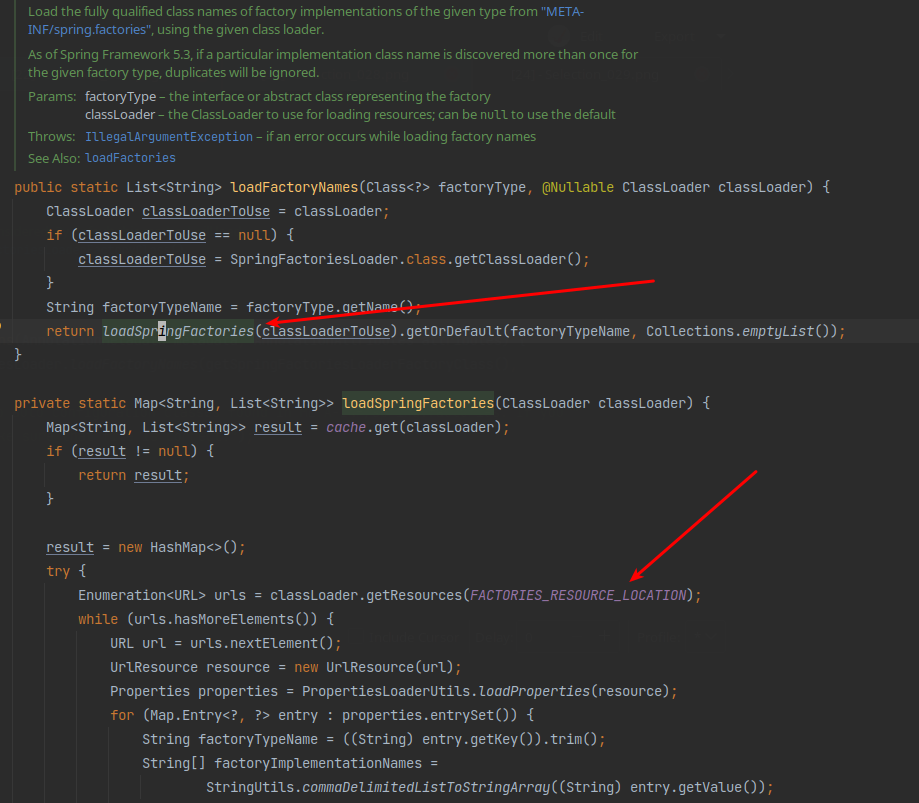 Load the fully qualified class names of factory implementations of the given type from "META-
INF/spring.factories", using the given class loader.
As of Spring Framework 5.3, if a particular implementation class name is discovered more than once for
the given factory type, duplicates will be ignored.
Params: factoryType – the interface or abstract class representing the factory
classLoader – the ClassLoader to use for loading resources; can be null to use the default
Throws: IllegalArgumentException – if an error occurs while loading factory names
See Also: loadFactories
public static List<String> loadFactoryNames(Class<?> factoryType, @Nullable ClassLoader classLoader) {
    ClassLoader classLoaderToUse = classLoader;
    if (classLoaderToUse == null) {
        classLoaderToUse = SpringFactoriesLoader.class.getClassLoader();
    }
    String factoryTypeName = factoryType.getName();
    return loadSpringFactories(classLoaderToUse).getOrDefault(factoryTypeName, Collections.emptyList());
}
private static Map<String, List<String>> loadSpringFactories(ClassLoader classLoader) {
    Map<String, List<String>> result = cache.get(classLoader);
    if (result != null) {
        return result;
    }
    result = new HashMap<>();
    try {
        Enumeration<URL> urls = classLoader.getResources(FACTORIES_RESOURCE_LOCATION);
        while (urls.hasMoreElements()) {
            URL url = urls.nextElement();
            UrlResource resource = new UrlResource(url);
            Properties properties = PropertiesLoaderUtils.loadProperties(resource);
            for (Map.Entry<?, ?> entry : properties.entrySet()) {
                String factoryTypeName = ((String) entry.getKey()).trim();
                String[] factoryImplementationNames =
                        StringUtils.commaDelimitedListToStringArray((String) entry.getValue());